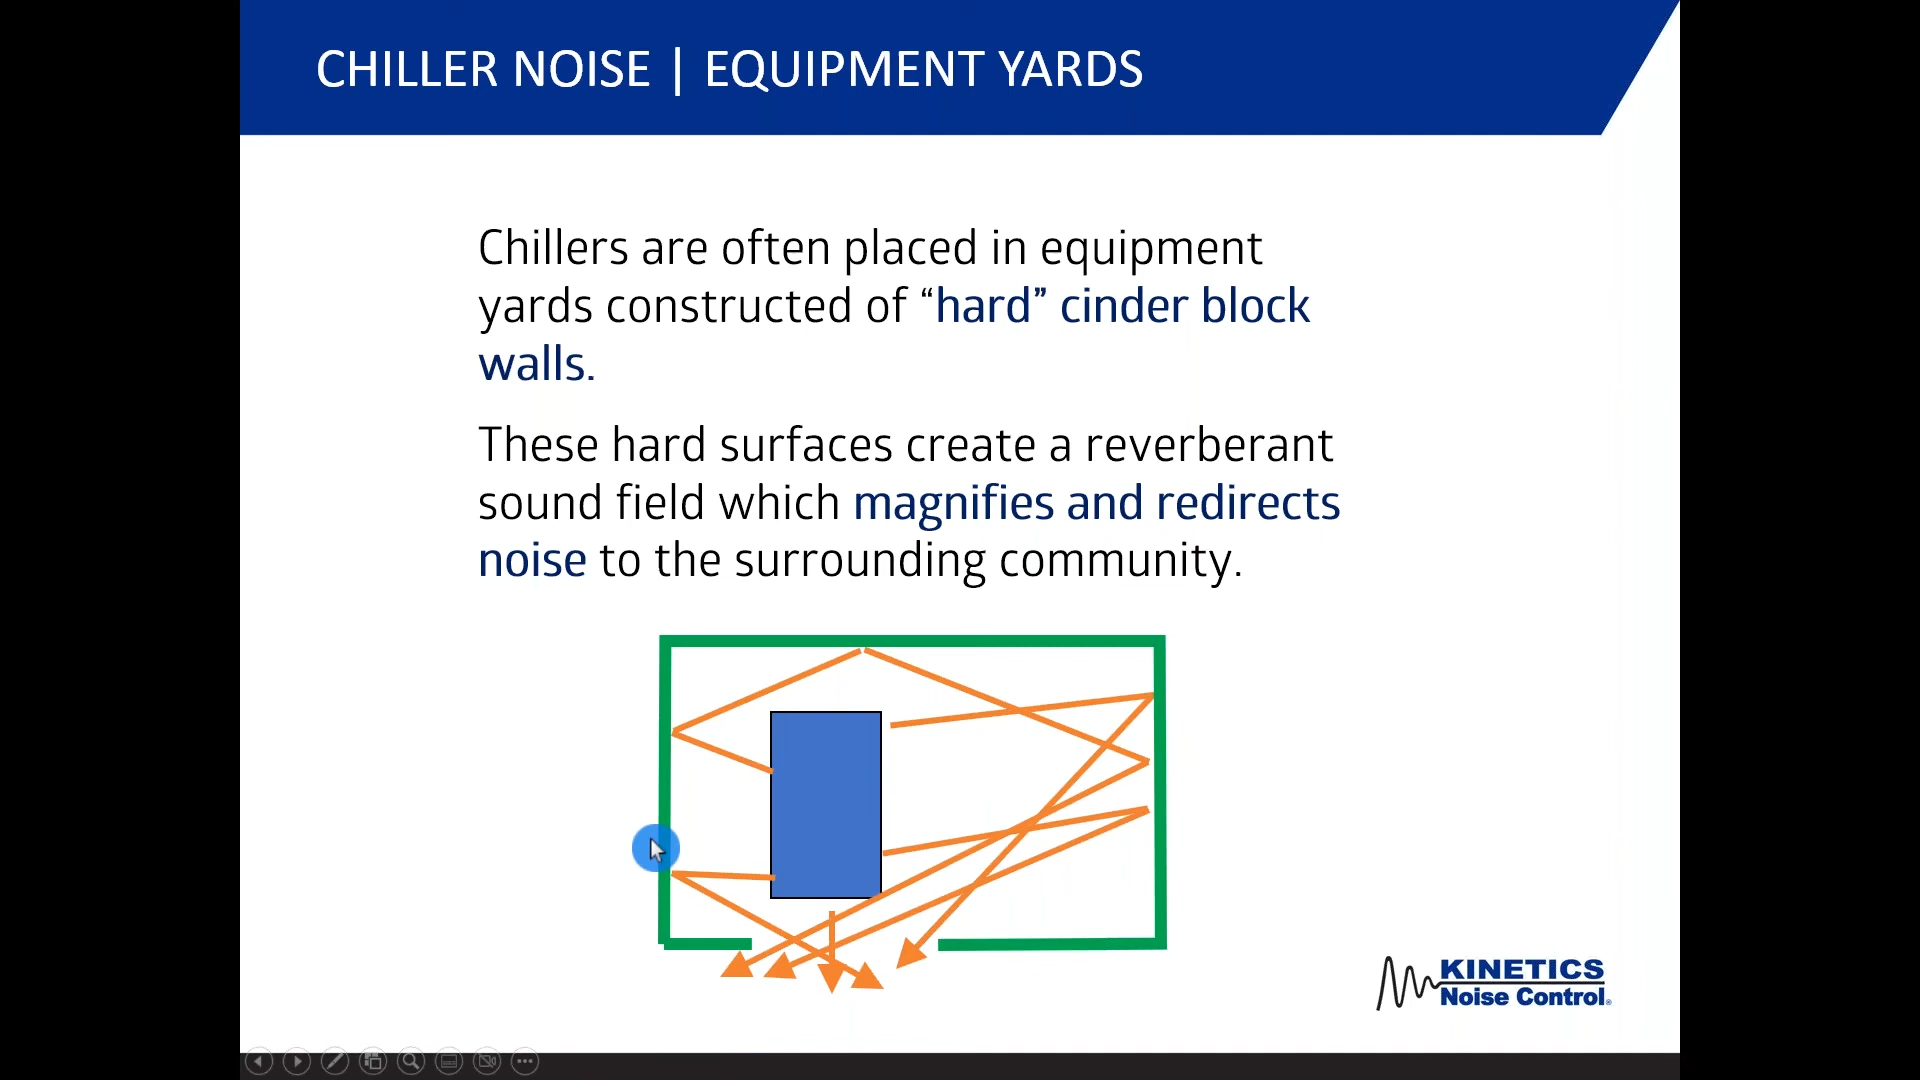 CHILLER NOISE | EQUIPMENT YARDS
Chillers are often placed in equipment
yards constructed of “hard” cinder block
walls.
These hard surfaces create a reverberant
sound field which magnifies and redirects
noise to the surrounding community.
KINETICS
Noise Control®